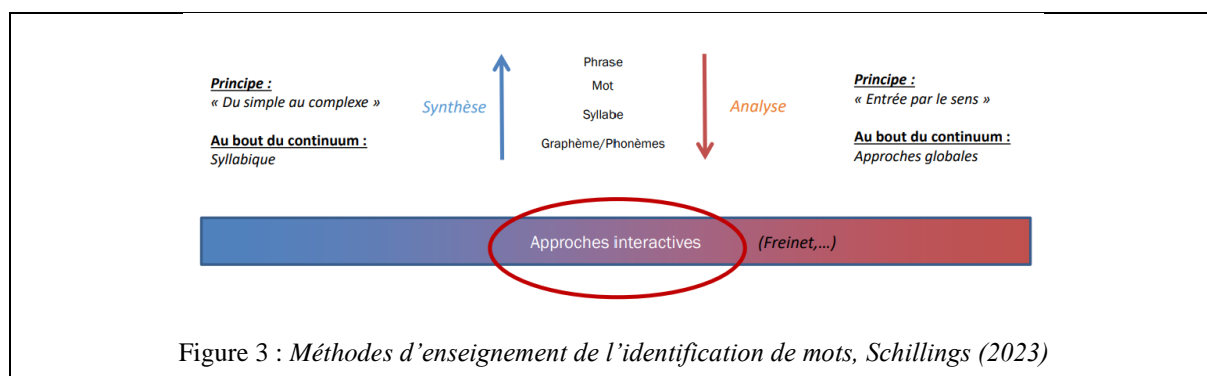 Principe :
« Du simple au complexe »
Au bout du continuum :
Syllabique
Synthèse
Phrase
Mot
Syllabe
Graphème/Phonèmes
Analyse
Principe :
« Entrée par le sens »
Au bout du continuum :
Approches globales
Approches interactives
(Freinet,...)
Figure 3 : Méthodes d'enseignement de l'identification de mots, Schillings (2023)